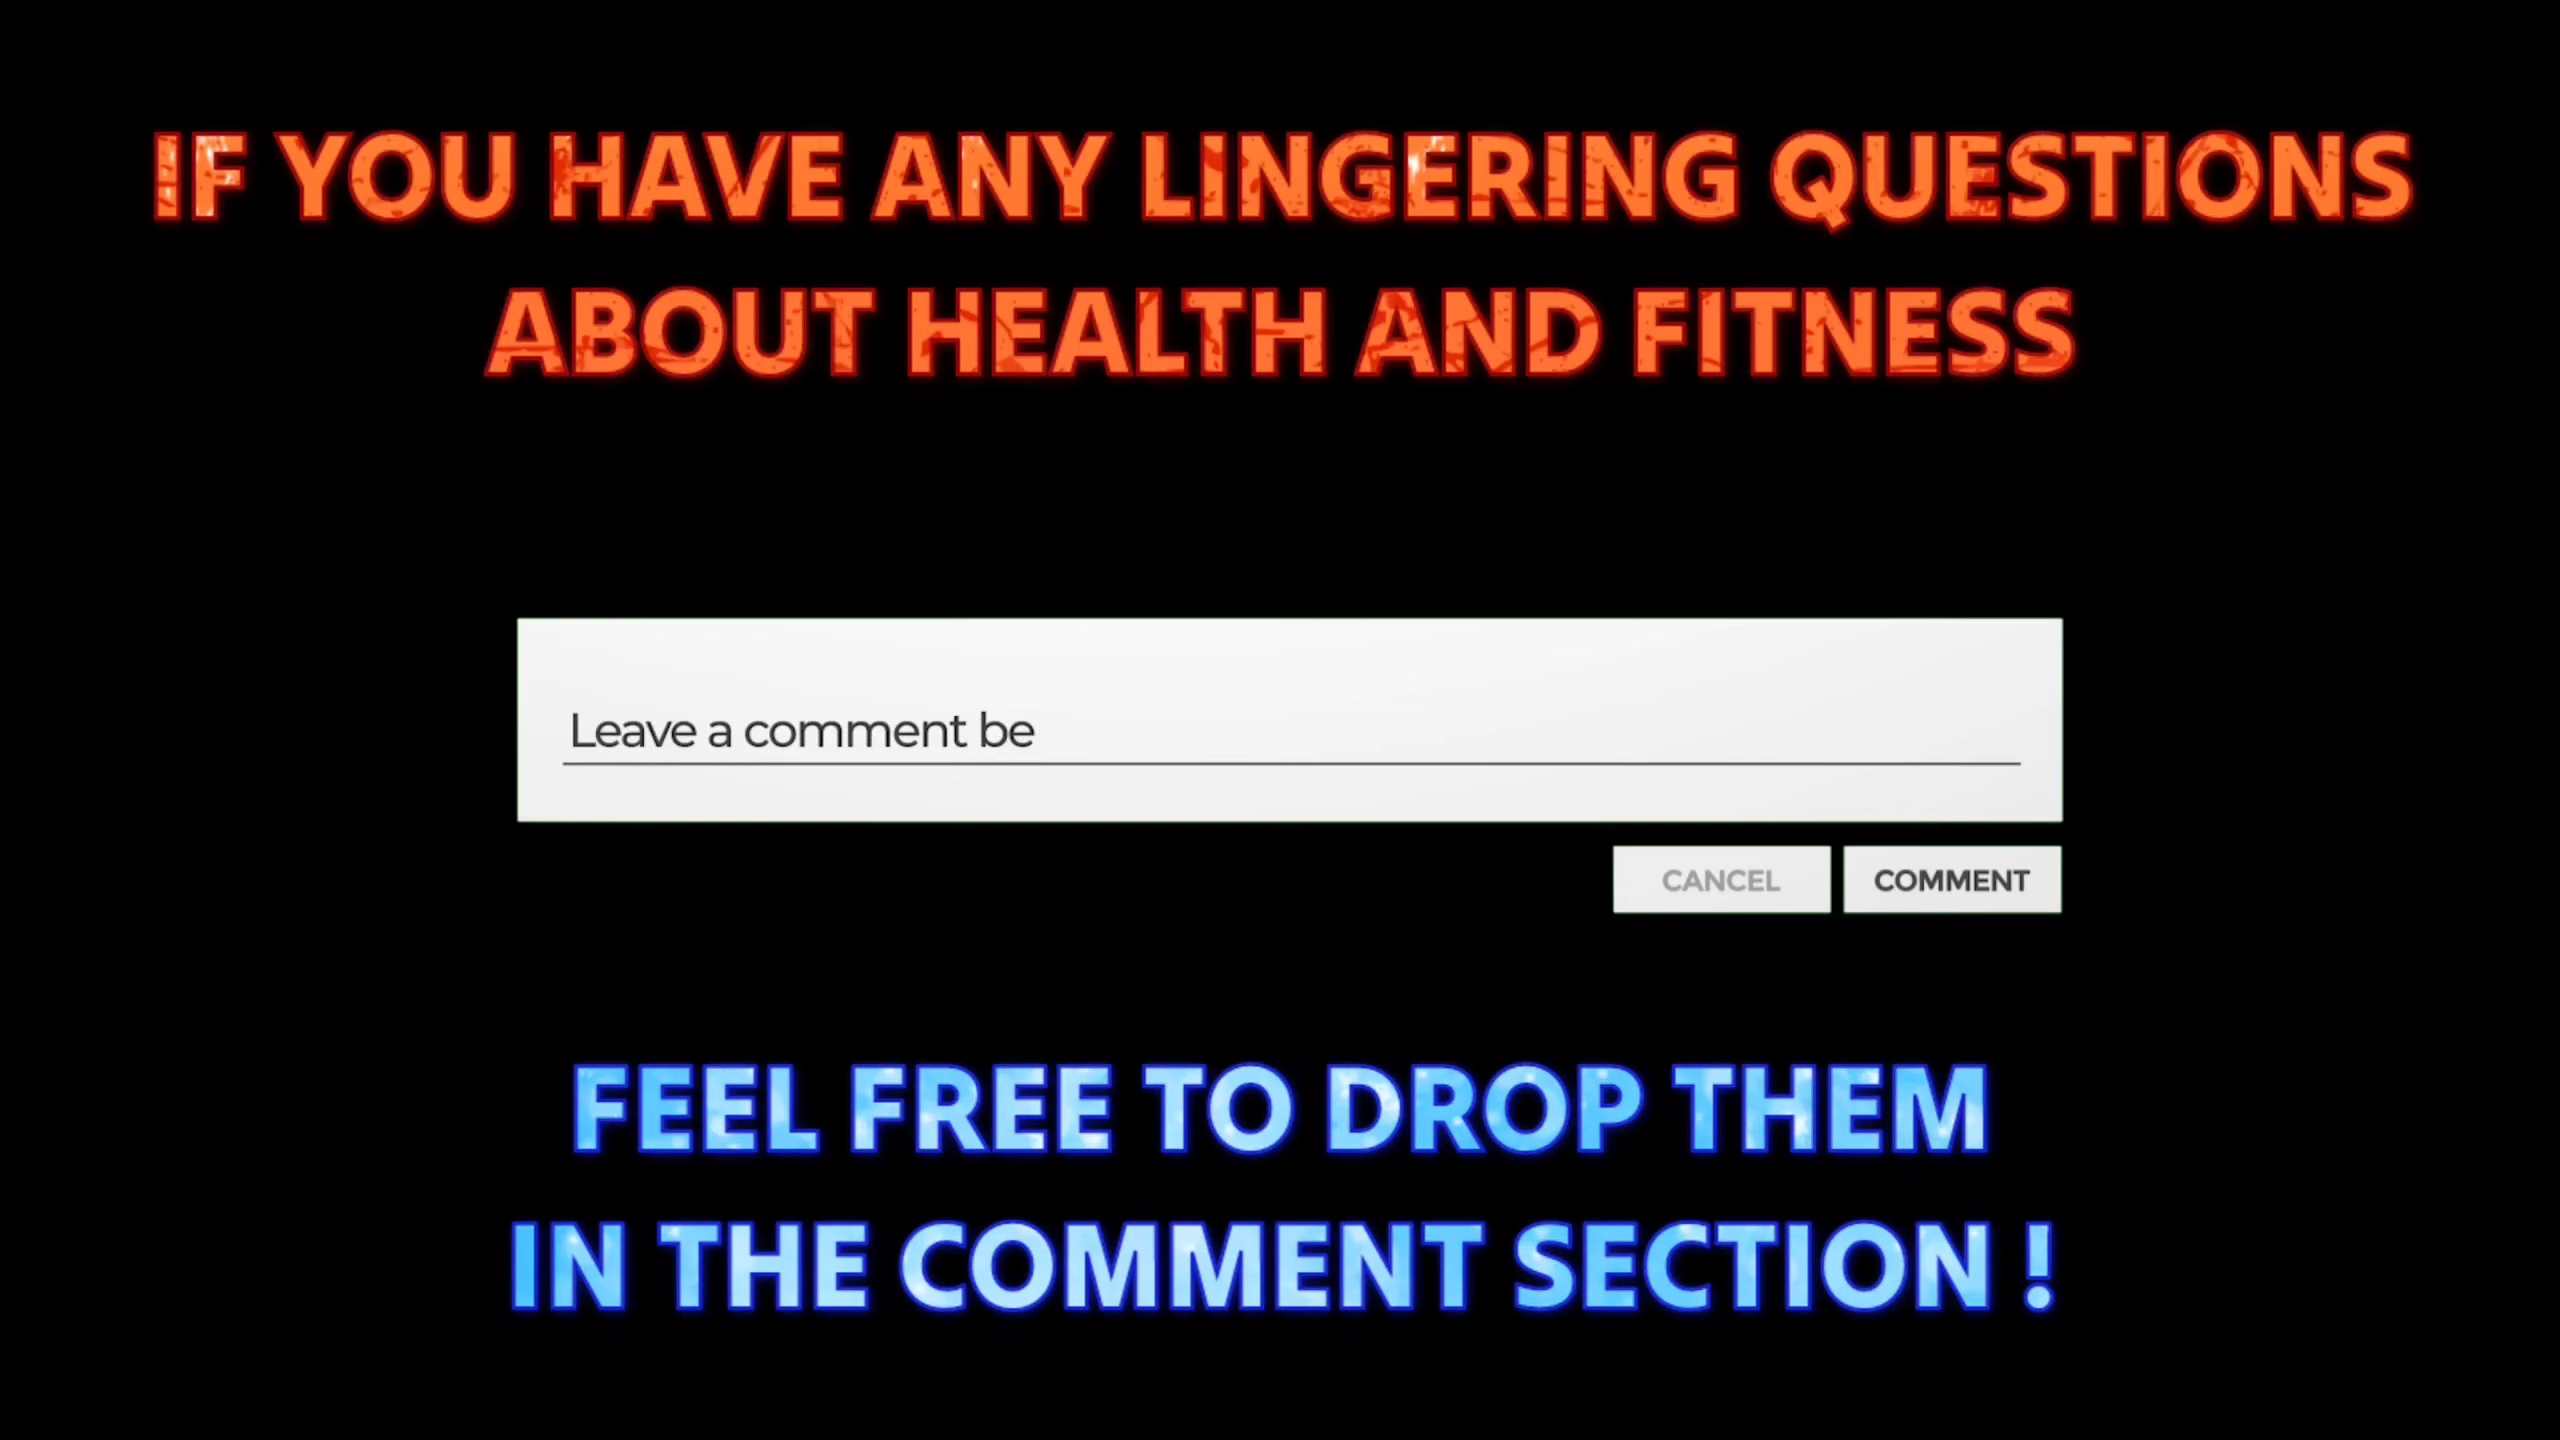 IF YOU HAVE ANY LINGERING QUESTIONS
ABOUT HEALTH AND FITNESS
Leave a comment be
CANCEL COMMENT
FEEL FREE TO DROP THEM
IN THE COMMENT SECTION !